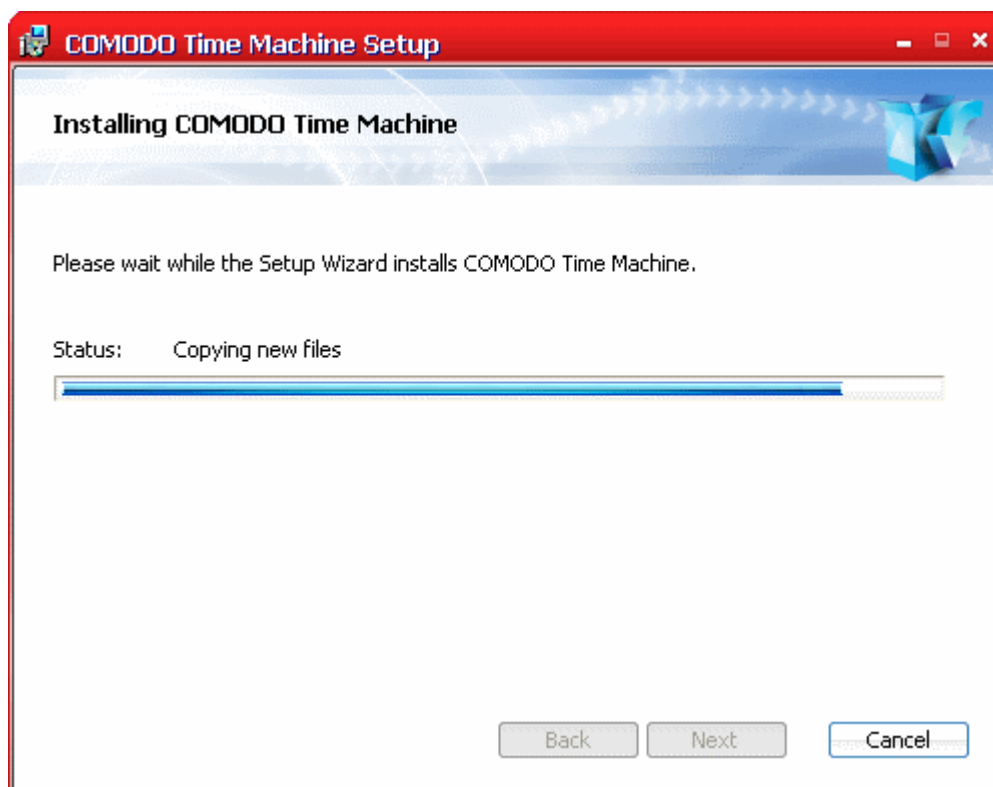 COMODO Time Machine Setup
Installing COMODO Time Machine
Please wait while the Setup Wizard installs COMODO Time Machine.
Status: Copying new files
Back Next Cancel